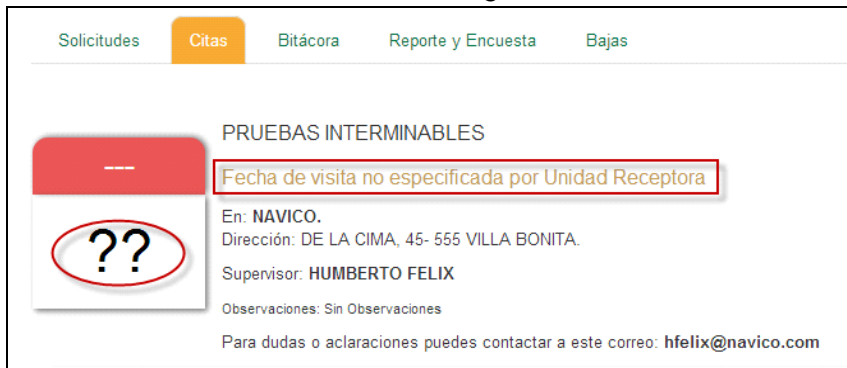 Solicitudes Citas Bitácora Reporte y Encuesta Bajas
PRUEBAS INTERMINABLES
---
Fecha de visita no especificada por Unidad Receptora
??
En: NAVICO.
Dirección: DE LA CIMA, 45- 555 VILLA BONITA.
Supervisor: HUMBERTO FELIX
Observaciones: Sin Observaciones
Para dudas o aclaraciones puedes contactar a este correo: hfelix@navico.com